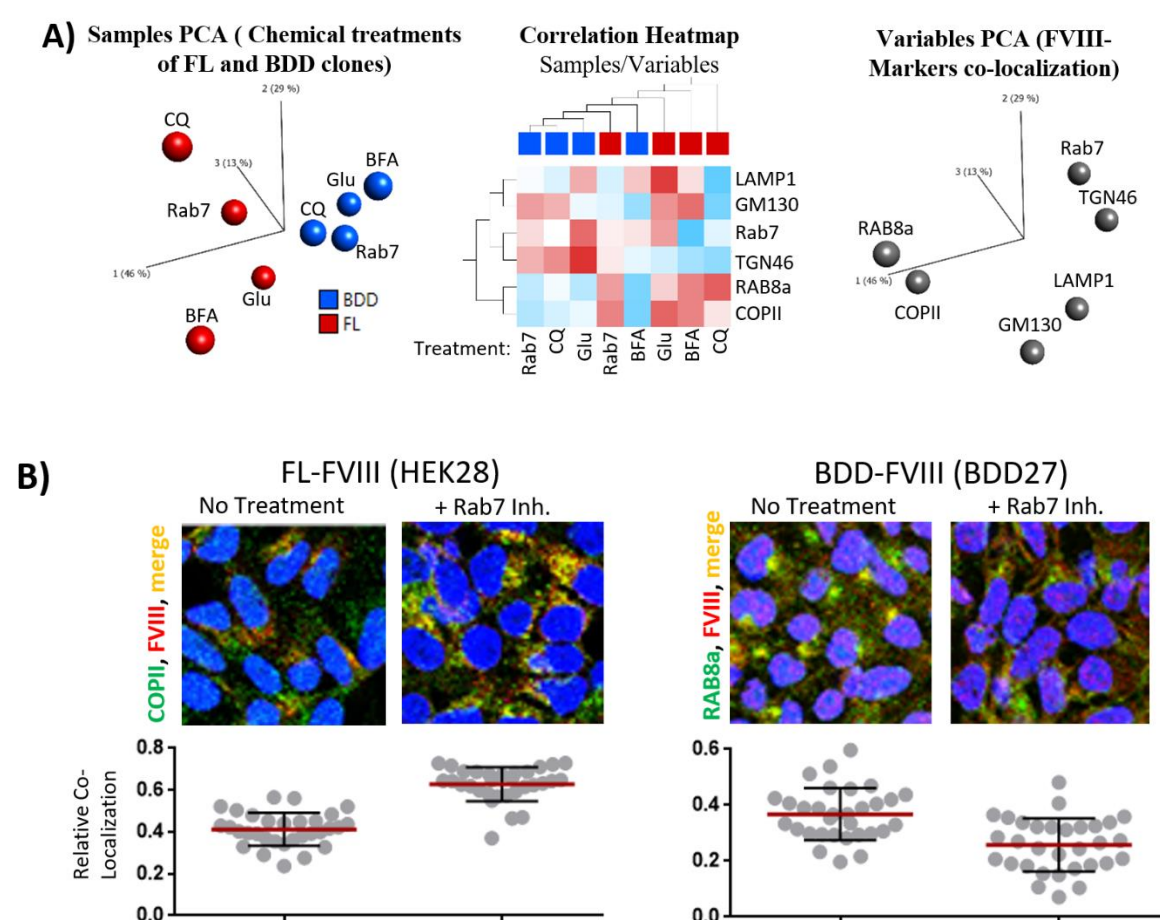 A)
Samples PCA ( Chemical treatments
of FL and BDD clones)
2 (29 %)
CQ
3 (13 %)
BFA
Glu
Rab7
CQ
Rab7
1 (46 %)
Glu
BDD
BFA
FL
Correlation Heatmap
Samples/Variables
LAMP1
GM130
Rab7
TGN46
RAB8a
COPII
Treatment:
Rab7
CQ
Glu
Rab7
BFA
Glu
BFA
CQ
Variables PCA (FVIII-
Markers co-localization)
2 (29 %)
Rab7
3 (13 %)
TGN46
RAB8a
1 (46 %)
LAMP1
COPII
GM130
B)
FL-FVIII (HEK28)
No Treatment
+ Rab7 Inh.
COPII, FVIII, merge
0.8
0.6
0.4
0.2
0.0
Relative Co-
Localization
BDD-FVIII (BDD27)
No Treatment
+ Rab7 Inh.
RAB8a, FVIII, merge
0.6
0.4
0.2
0.0